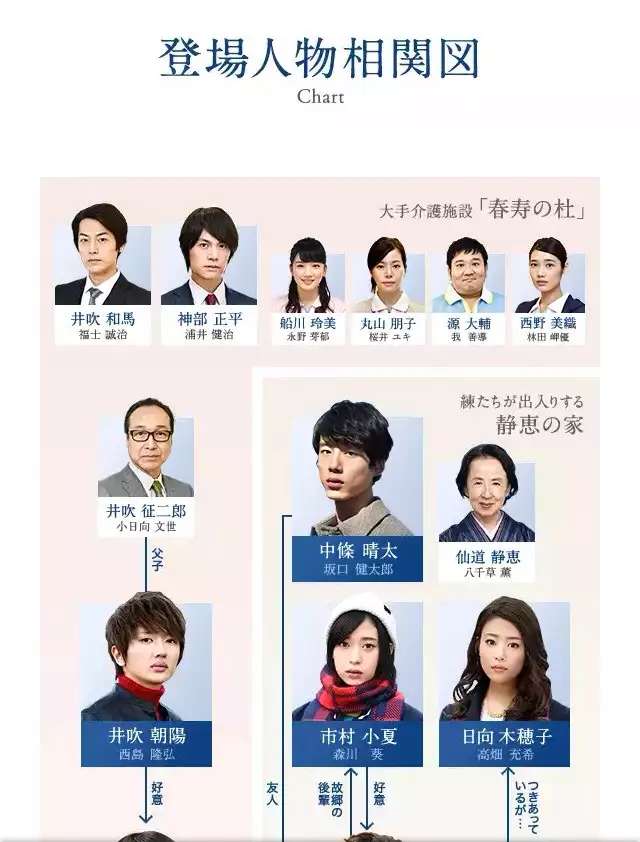 登場人物相関図
Chart
大手介護施設「春寿の杜」
井吹 和馬
福士 誠治
神部 正平
浦井 健治
船川 玲美
永野 芽郁
丸山 朋子
桜井 ユキ
源 大輔
我 善導
西野 美織
林田 岬優
練たちが出入りする
静恵の家
井吹 征二郎
小日向 文世
中條 晴太
坂口 健太郎
仙道 静恵
八千草 薫
父子
井吹 朝陽
西島 隆弘
市村 小夏
森川 葵
日向 木穂子
高畑 充希
好意
友人
故郷の
後輩
好意
つきあって
いるが…